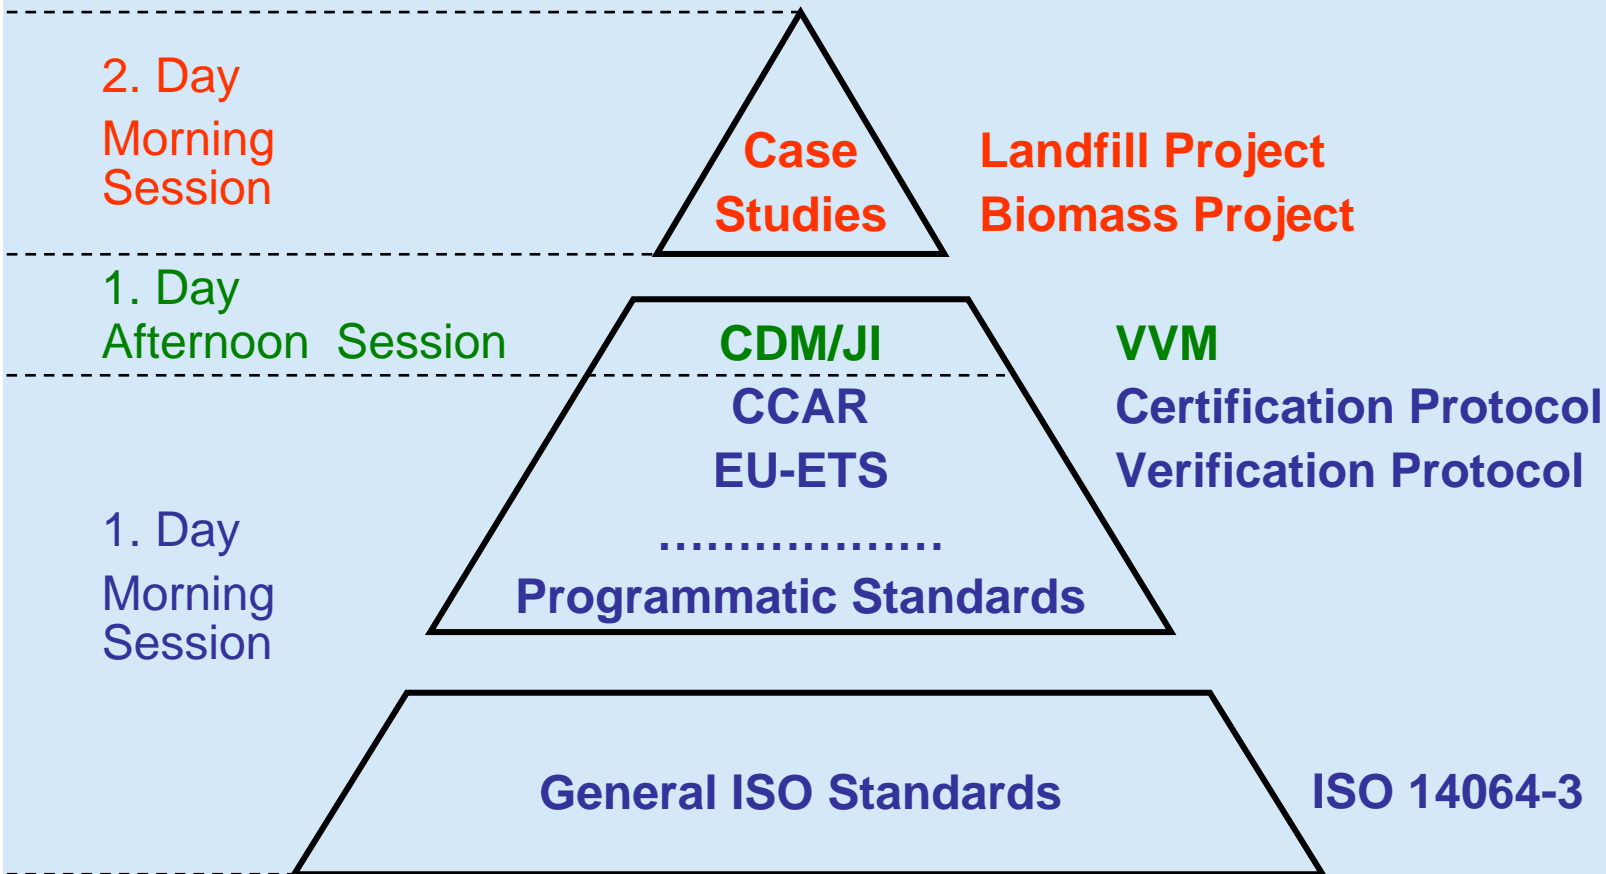 2. Day
Morning
Session
Case
Studies
Landfill Project
Biomass Project
1. Day
Afternoon Session
CDM/JI
VVM
CCAR
Certification Protocol
EU-ETS
Verification Protocol
1. Day
Morning
Session
..................
Programmatic Standards
General ISO Standards
ISO 14064-3